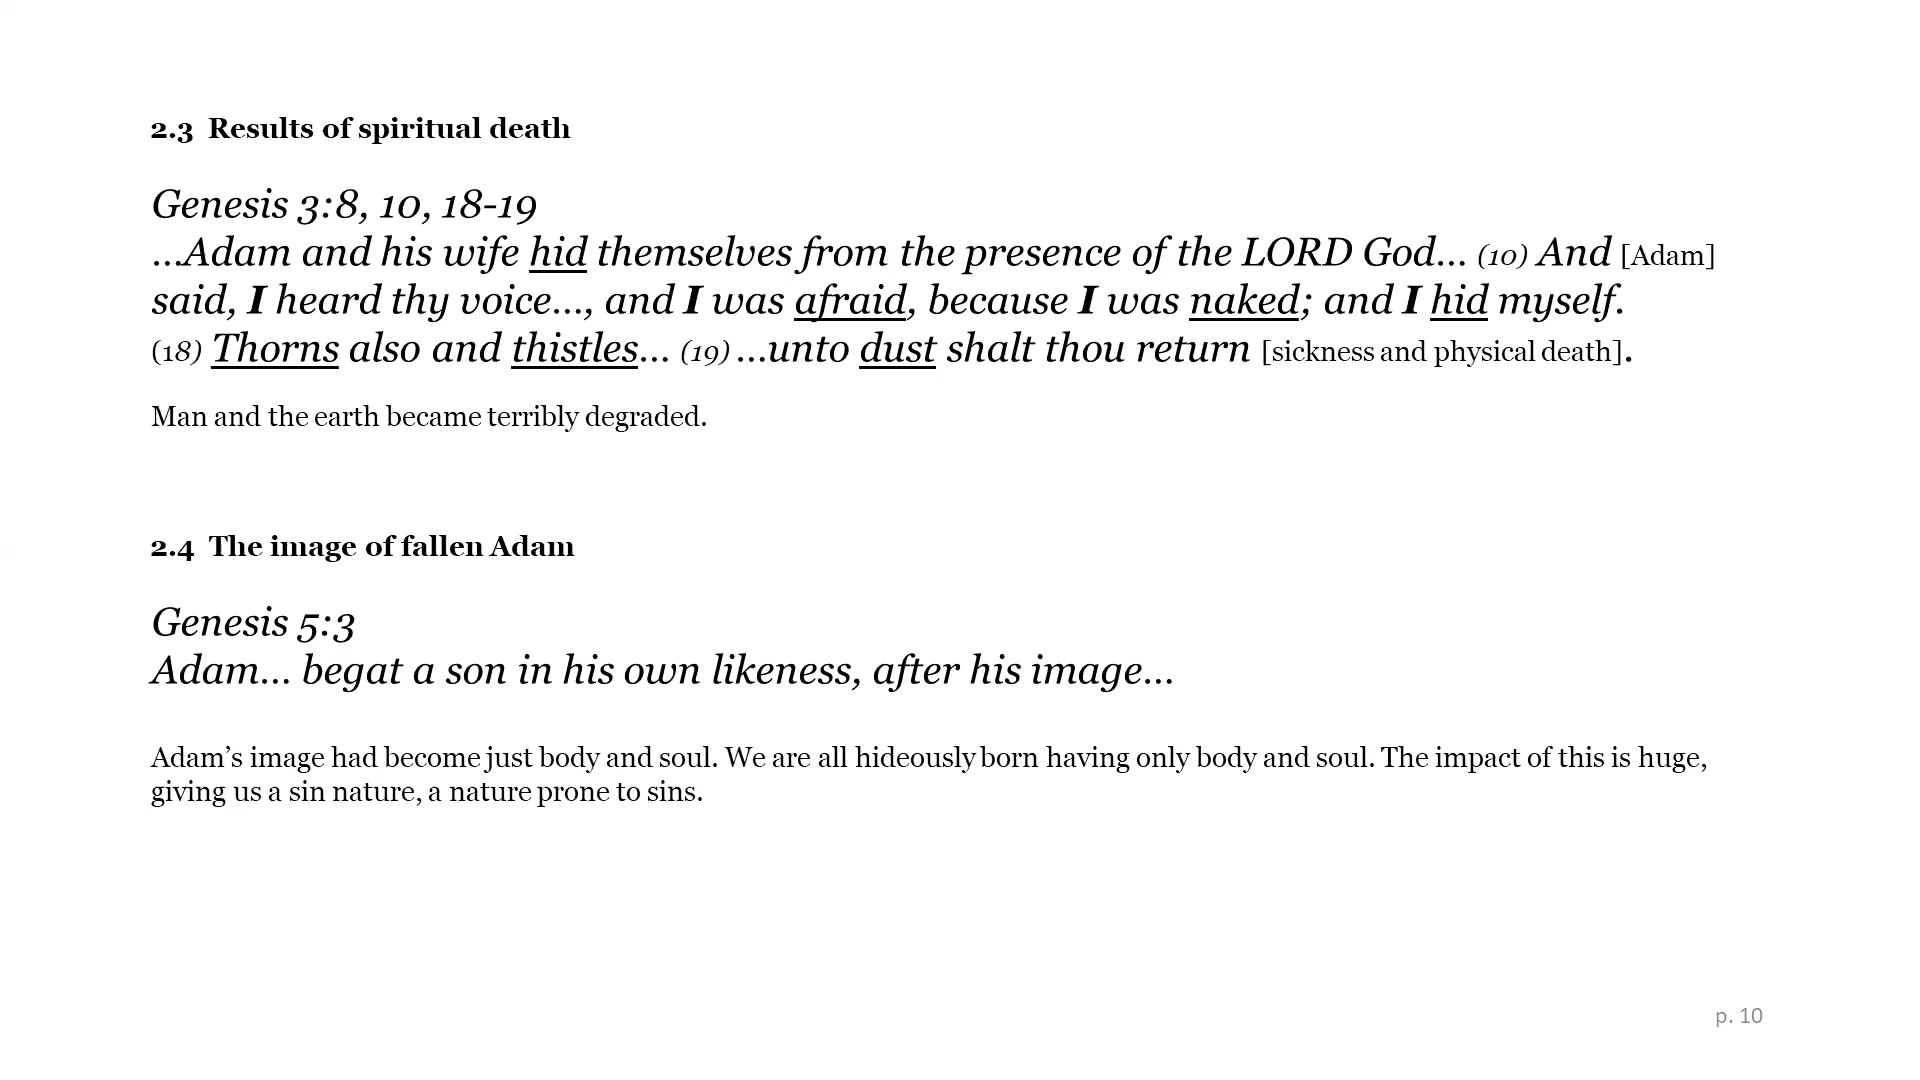 2.3 Results of spiritual death
Genesis 3:8, 10, 18-19
…Adam and his wife hid themselves from the presence of the LORD God… (10) And [Adam]
said, I heard thy voice…, and I was afraid, because I was naked; and I hid myself.
(18) Thorns also and thistles… (19) …unto dust shalt thou return [sickness and physical death].
Man and the earth became terribly degraded.
2.4 The image of fallen Adam
Genesis 5:3
Adam… begat a son in his own likeness, after his image…
Adam’s image had become just body and soul. We are all hideously born having only body and soul. The impact of this is huge,
giving us a sin nature, a nature prone to sins.
p. 10